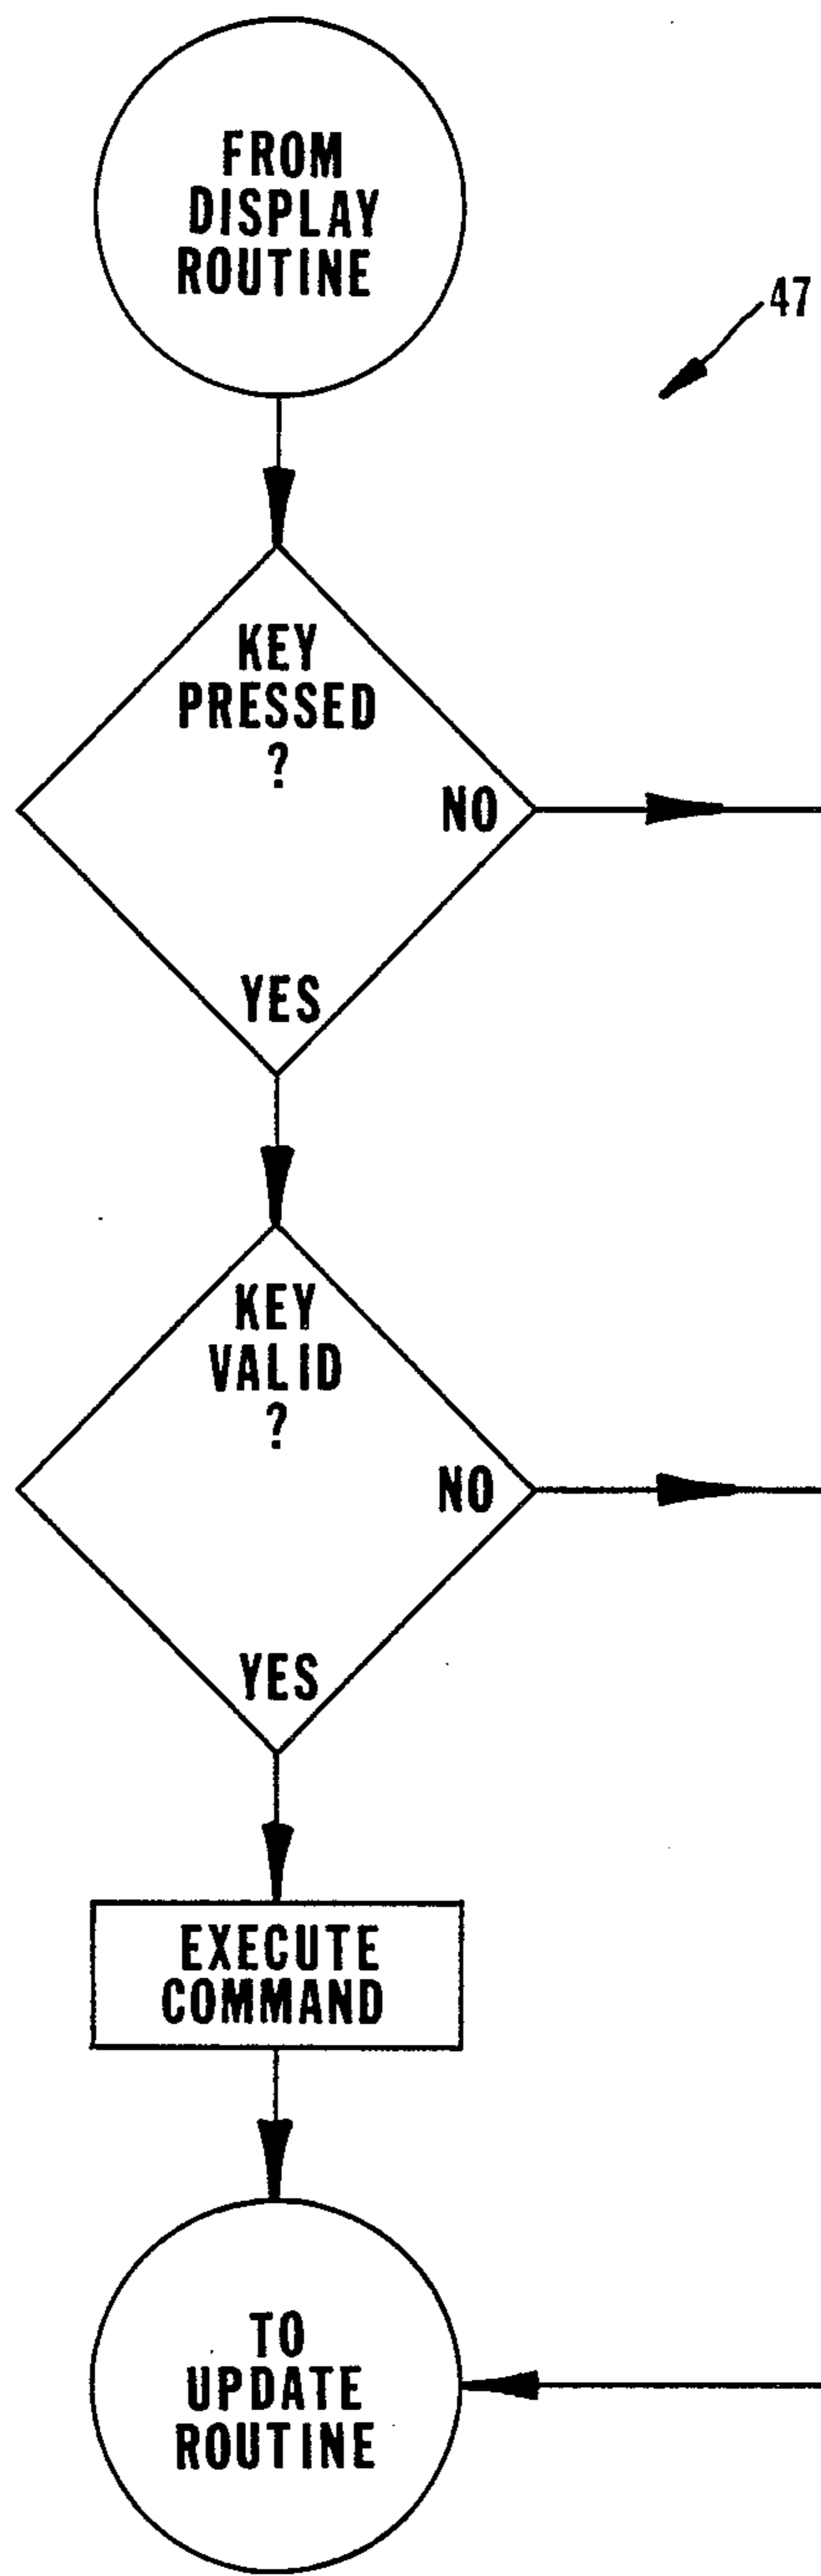 FROM
DISPLAY
ROUTINE
47
KEY
PRESSED
?
NO
YES
KEY
VALID
?
NO
YES
EXECUTE
COMMAND
TO
UPDATE
ROUTINE